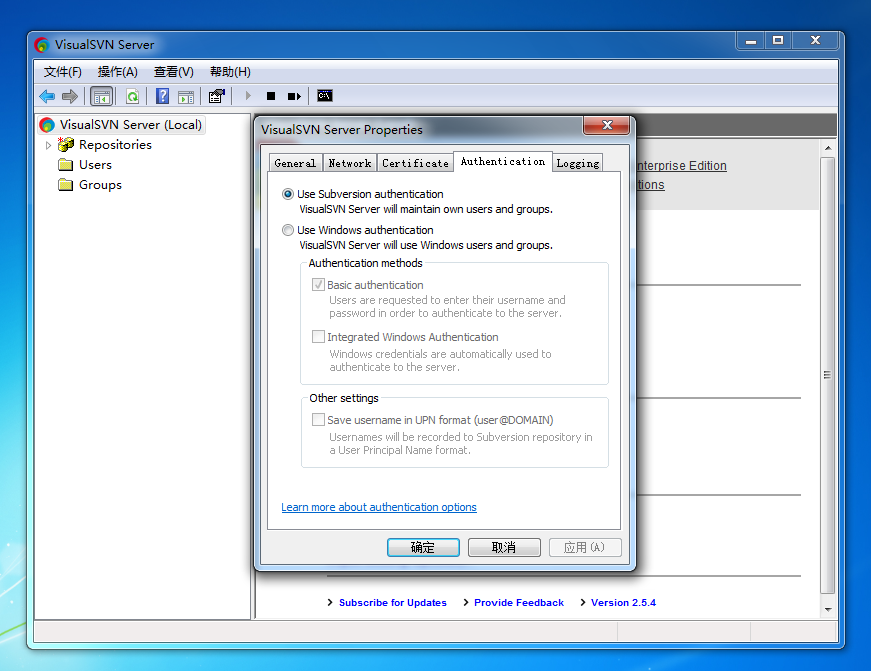 VisualSVN Server
文件(F) 操作(A) 查看(V) 帮助(H)
VisualSVN Server (Local)
Repositories
Users
Groups
nterprise Edition
tions
VisualSVN Server Properties
General Network Certificate Authentication Logging
Use Subversion authentication
VisualSVN Server will maintain own users and groups.
Use Windows authentication
VisualSVN Server will use Windows users and groups.
Authentication methods
Basic authentication
Users are requested to enter their username and
password in order to authenticate to the server.
Integrated Windows Authentication
Windows credentials are automatically used to
authenticate to the server.
Other settings
Save username in UPN format (user@DOMAIN)
Usernames will be recorded to Subversion repository in
a User Principal Name format.
Learn more about authentication options
确定 取消 应用(A)
Subscribe for Updates Provide Feedback Version 2.5.4